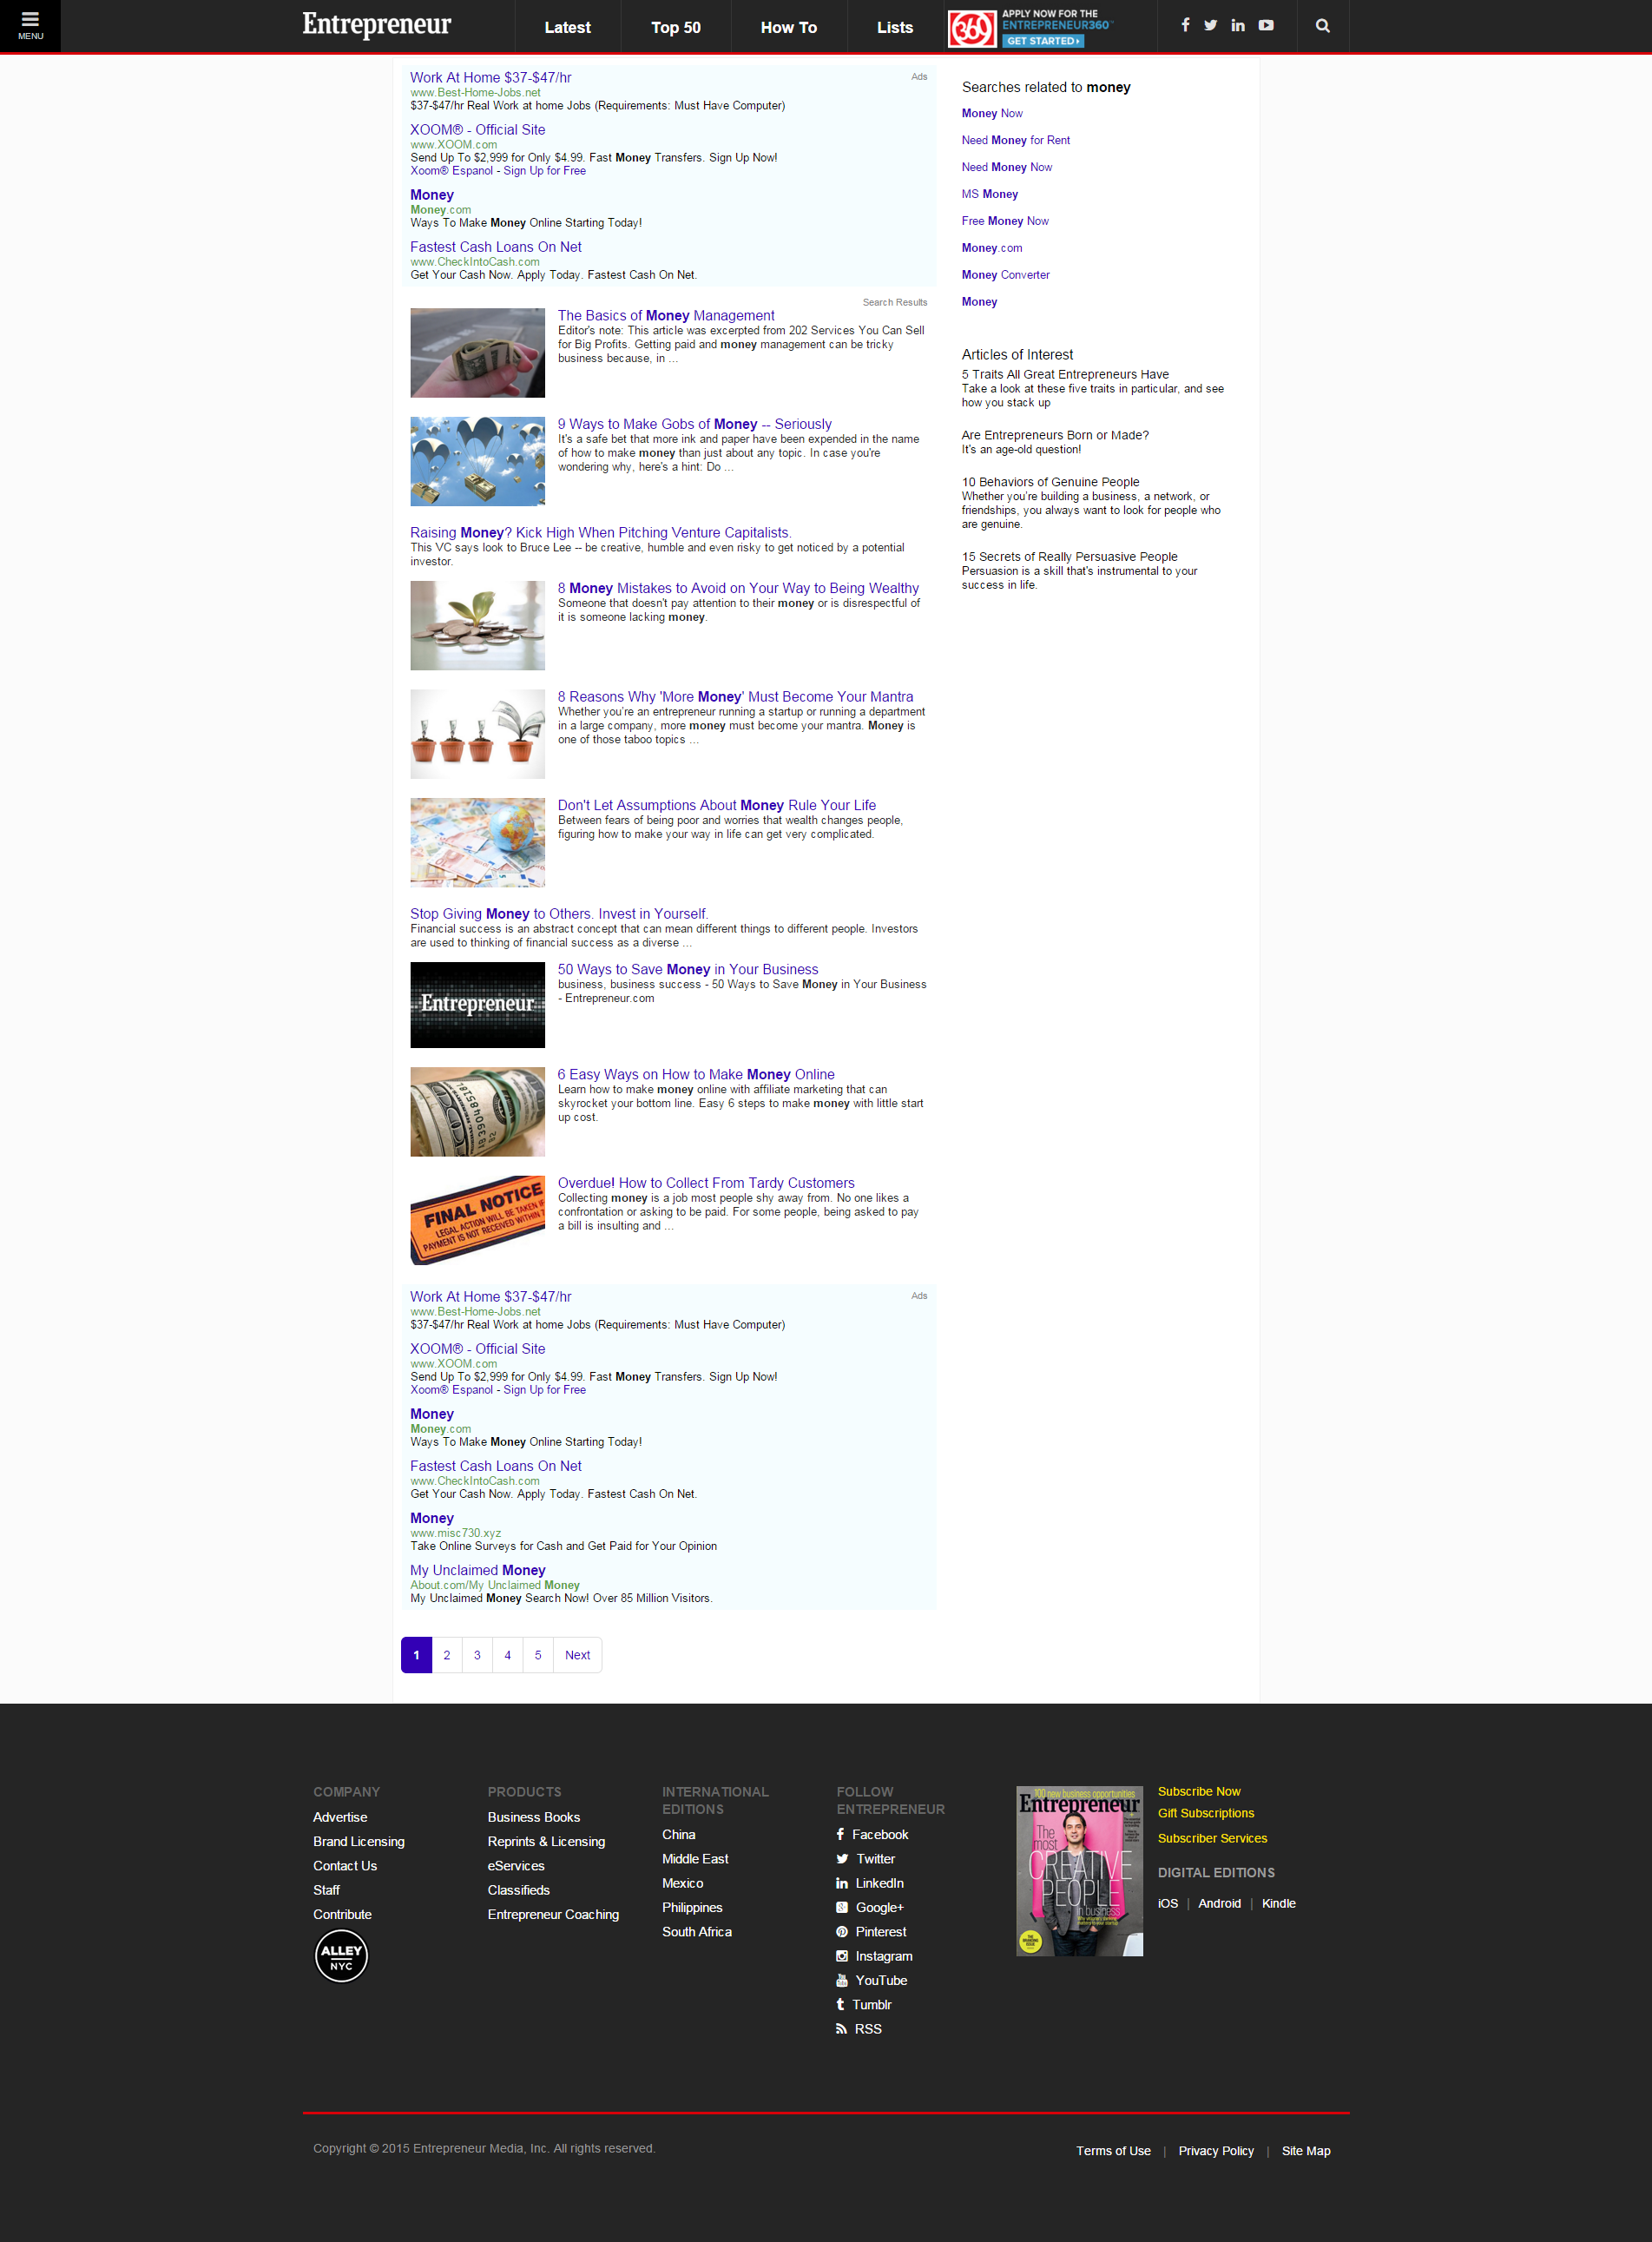 MENU
Entrepreneur
Latest
Top 50
How To
Lists
360
APPLY NOW FOR THE
ENTREPRENEUR360™
GET STARTED
Work At Home $37-$47/hr
Ads
www.Best-Home-Jobs.net
$37-$47/hr Real Work at home Jobs (Requirements: Must Have Computer)
XOOM® - Official Site
www.XOOM.com
Send Up To $2,999 for Only $4.99. Fast Money Transfers. Sign Up Now!
Xoom® Espanol - Sign Up for Free
Money
Money.com
Ways To Make Money Online Starting Today!
Fastest Cash Loans On Net
www.CheckIntoCash.com
Get Your Cash Now. Apply Today. Fastest Cash On Net.
Search Results
The Basics of Money Management
Editor's note: This article was excerpted from 202 Services You Can Sell
for Big Profits. Getting paid and money management can be tricky
business because, in ...
9 Ways to Make Gobs of Money -- Seriously
It's a safe bet that more ink and paper have been expended in the name
of how to make money than just about any topic. In case you're
wondering why, here's a hint: Do ...
Raising Money? Kick High When Pitching Venture Capitalists.
This VC says look to Bruce Lee -- be creative, humble and even risky to get noticed by a potential
investor.
8 Money Mistakes to Avoid on Your Way to Being Wealthy
Someone that doesn't pay attention to their money or is disrespectful of
it is someone lacking money.
8 Reasons Why 'More Money' Must Become Your Mantra
Whether you're an entrepreneur running a startup or running a department
in a large company, more money must become your mantra. Money is
one of those taboo topics ...
Don't Let Assumptions About Money Rule Your Life
Between fears of being poor and worries that wealth changes people,
figuring how to make your way in life can get very complicated.
Stop Giving Money to Others. Invest in Yourself.
Financial success is an abstract concept that can mean different things to different people. Investors
are used to thinking of financial success as a diverse ...
Entrepreneur
50 Ways to Save Money in Your Business
business, business success - 50 Ways to Save Money in Your Business
- Entrepreneur.com
6 Easy Ways on How to Make Money Online
Learn how to make money online with affiliate marketing that can
skyrocket your bottom line. Easy 6 steps to make money with little start
up cost.
FINAL NOTICE
LEGAL ACTION WILL BE TAKEN IF
PAYMENT IS NOT RECEIVED WITHIN
Overdue! How to Collect From Tardy Customers
Collecting money is a job most people shy away from. No one likes a
confrontation or asking to be paid. For some people, being asked to pay
a bill is insulting and ...
Work At Home $37-$47/hr
Ads
www.Best-Home-Jobs.net
$37-$47/hr Real Work at home Jobs (Requirements: Must Have Computer)
XOOM® - Official Site
www.XOOM.com
Send Up To $2,999 for Only $4.99. Fast Money Transfers. Sign Up Now!
Xoom® Espanol - Sign Up for Free
Money
Money.com
Ways To Make Money Online Starting Today!
Fastest Cash Loans On Net
www.CheckIntoCash.com
Get Your Cash Now. Apply Today. Fastest Cash On Net.
Money
www.misc730.xyz
Take Online Surveys for Cash and Get Paid for Your Opinion
My Unclaimed Money
About.com/My Unclaimed Money
My Unclaimed Money Search Now! Over 85 Million Visitors.
1 2 3 4 5 Next
Searches related to money
Money Now
Need Money for Rent
Need Money Now
MS Money
Free Money Now
Money.com
Money Converter
Money
Articles of Interest
5 Traits All Great Entrepreneurs Have
Take a look at these five traits in particular, and see
how you stack up
Are Entrepreneurs Born or Made?
It's an age-old question!
10 Behaviors of Genuine People
Whether you're building a business, a network, or
friendships, you always want to look for people who
are genuine.
15 Secrets of Really Persuasive People
Persuasion is a skill that's instrumental to your
success in life.
COMPANY
Advertise
Brand Licensing
Contact Us
Staff
Contribute
ALLEY
NYC
PRODUCTS
Business Books
Reprints & Licensing
eServices
Classifieds
Entrepreneur Coaching
INTERNATIONAL
EDITIONS
China
Middle East
Mexico
Philippines
South Africa
FOLLOW
ENTREPRENEUR
Facebook
Twitter
LinkedIn
Google+
Pinterest
Instagram
YouTube
Tumblr
RSS
100 new business opportunities
Entrepreneur
The
most
CREATIVE
PEOPLE
in business
Subscribe Now
Gift Subscriptions
Subscriber Services
DIGITAL EDITIONS
iOS | Android | Kindle
Copyright © 2015 Entrepreneur Media, Inc. All rights reserved.
Terms of Use | Privacy Policy | Site Map